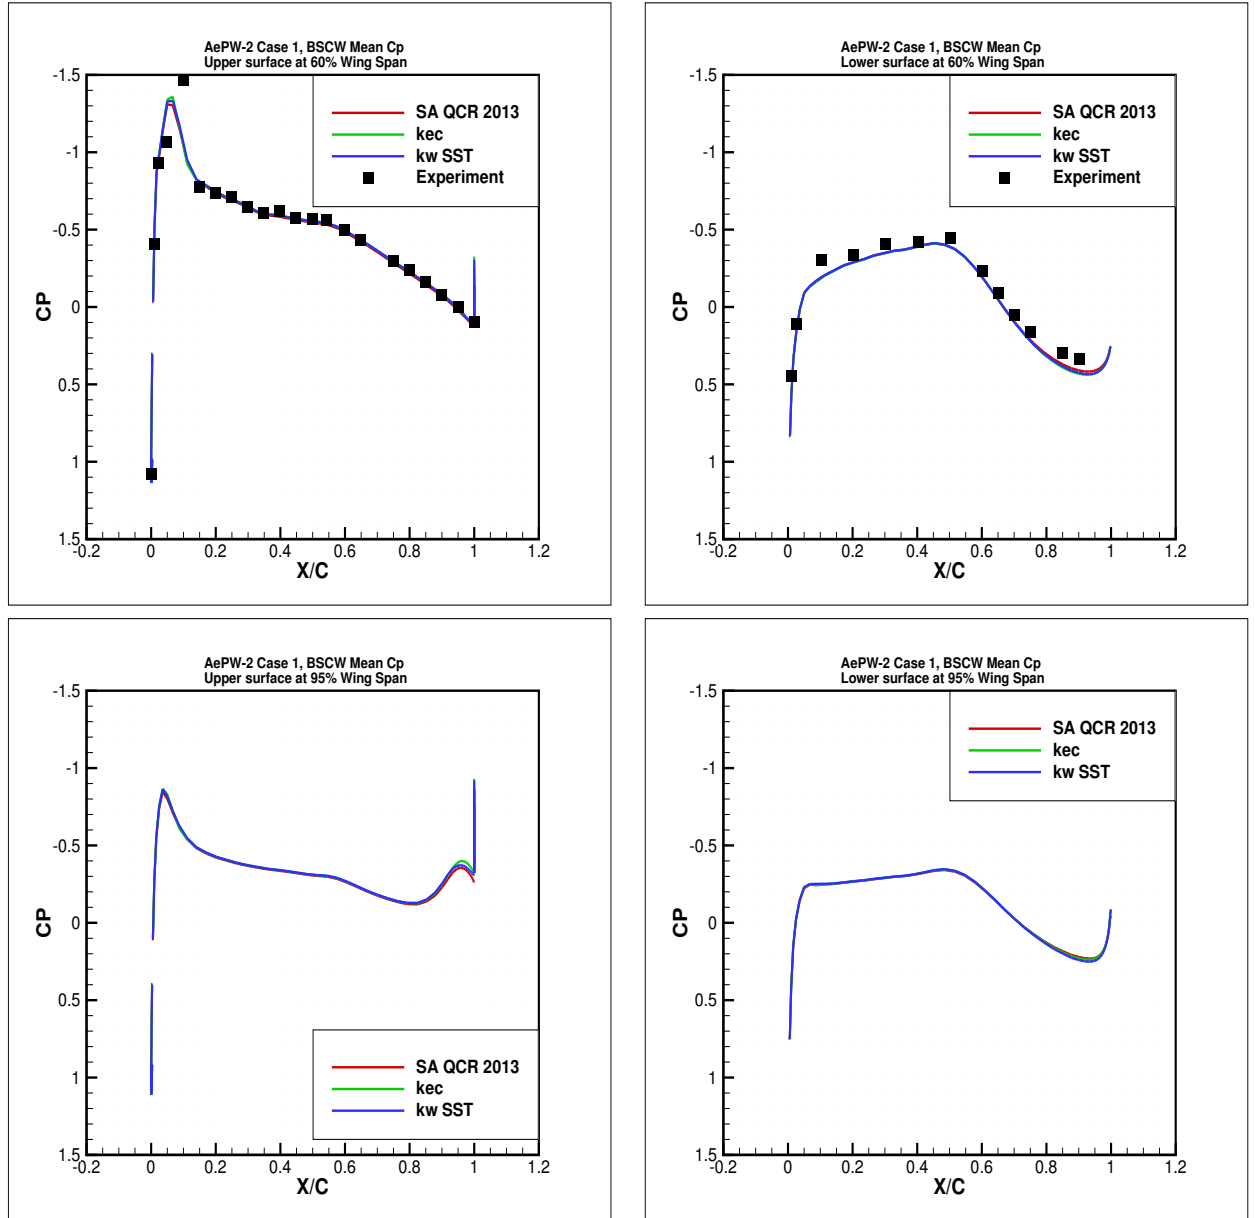 AePW-2 Case 1, BSCW Mean Cp
Upper surface at 60% Wing Span
-1.5
-1
-0.5
0
0.5
1
1.5
CP
SA QCR 2013
kec
kw SST
Experiment
-0.2 0 0.2 0.4 0.6 0.8 1 1.2
X/C
AePW-2 Case 1, BSCW Mean Cp
Lower surface at 60% Wing Span
-1.5
-1
-0.5
0
0.5
1
1.5
CP
SA QCR 2013
kec
kw SST
Experiment
-0.2 0 0.2 0.4 0.6 0.8 1 1.2
X/C
AePW-2 Case 1, BSCW Mean Cp
Upper surface at 95% Wing Span
-1.5
-1
-0.5
0
0.5
1
1.5
CP
SA QCR 2013
kec
kw SST
-0.2 0 0.2 0.4 0.6 0.8 1 1.2
X/C
AePW-2 Case 1, BSCW Mean Cp
Lower surface at 95% Wing Span
-1.5
-1
-0.5
0
0.5
1
1.5
CP
SA QCR 2013
kec
kw SST
-0.2 0 0.2 0.4 0.6 0.8 1 1.2
X/C